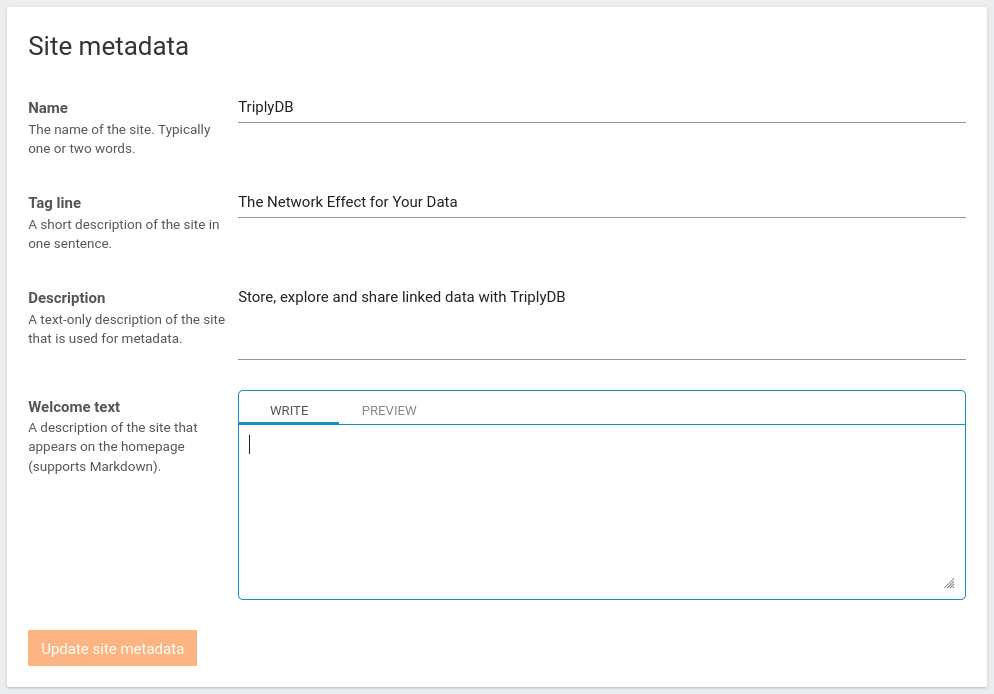 Site metadata
Name
TriplyDB
The name of the site. Typically
one or two words.
Tag line
The Network Effect for Your Data
A short description of the site in
one sentence.
Description
Store, explore and share linked data with TriplyDB
A text-only description of the site
that is used for metadata.
Welcome text
WRITE PREVIEW
A description of the site that
appears on the homepage
(supports Markdown).
Update site metadata